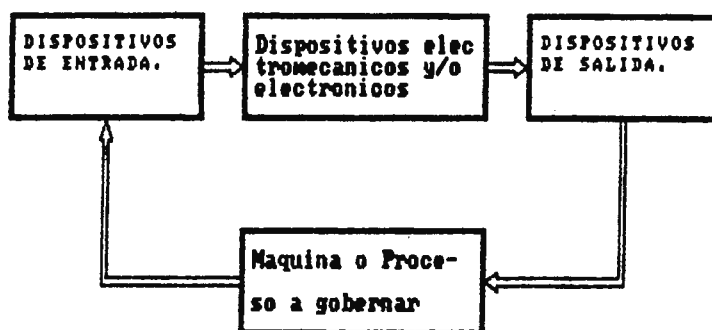 DISPOSITIVOS
DE ENTRADA.
Dispositivos elec
tromecanicos y/o
electronicos
DISPOSITIVOS
DE SALIDA.
Maquina o Proce-
so a gobernar